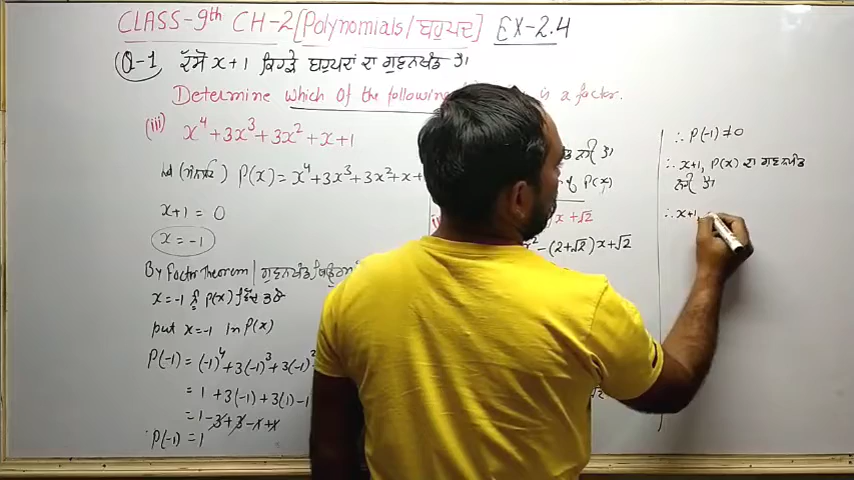 CLASS-9th CH-2[Polynomials/ਬਹੁਪਦ] EX-2.4
Q-1 ਦੱਸੋ x+1 ਕਿਹੜੇ ਬਹੁਪਦਾਂ ਦਾ ਗੁਣਨਖੰਡ ਹੈ।
Determine which Of the following is a factor.
(iii) x⁴+3x³+3x²+x+1
P(x)=x⁴+3x³+3x²+x+
x+1 = 0
x=-1
By Factor Theorem | ਗੁਣਨਖੰਡ
x=-1 ਨੂੰ P(x) ਵਿੱਚ
put x=-1 in P(x)
P(-1)=(-1)⁴+3(-1)³+3(-1)²
= 1 +3(-1)+3(1)-1
= 1-3+3-1+1
P(-1)=1
ਨਹੀਂ ਹੈ।
of P(x)
x+√2
x²-(2+√2)x+√2
∴ P(-1)≠0
∴ x+1, P(x) ਦਾ ਗੁਣਨਖੰਡ
ਨਹੀਂ ਹੈ।
∴ x+1,